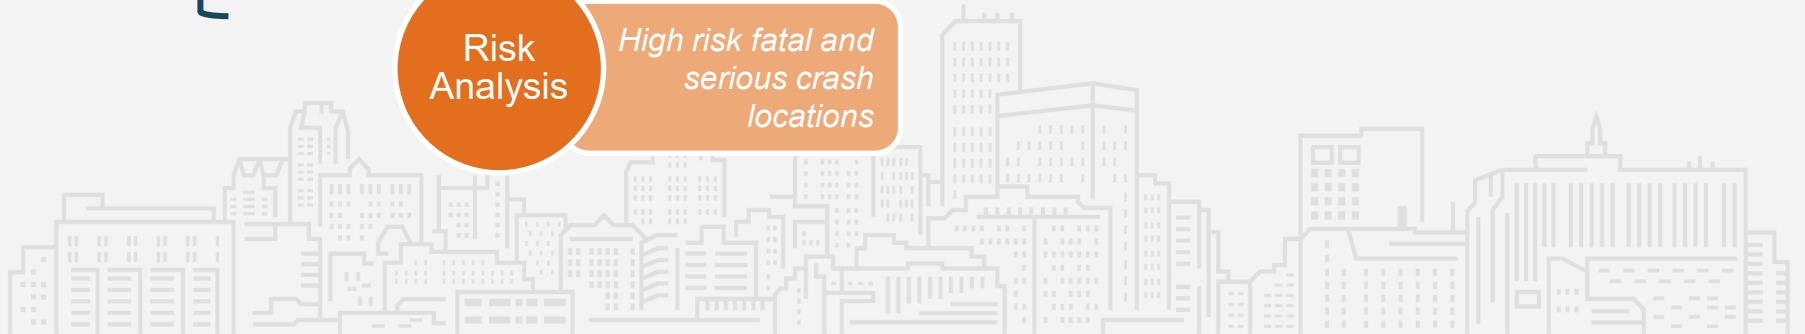 Risk
Analysis
High risk fatal and
serious crash
locations